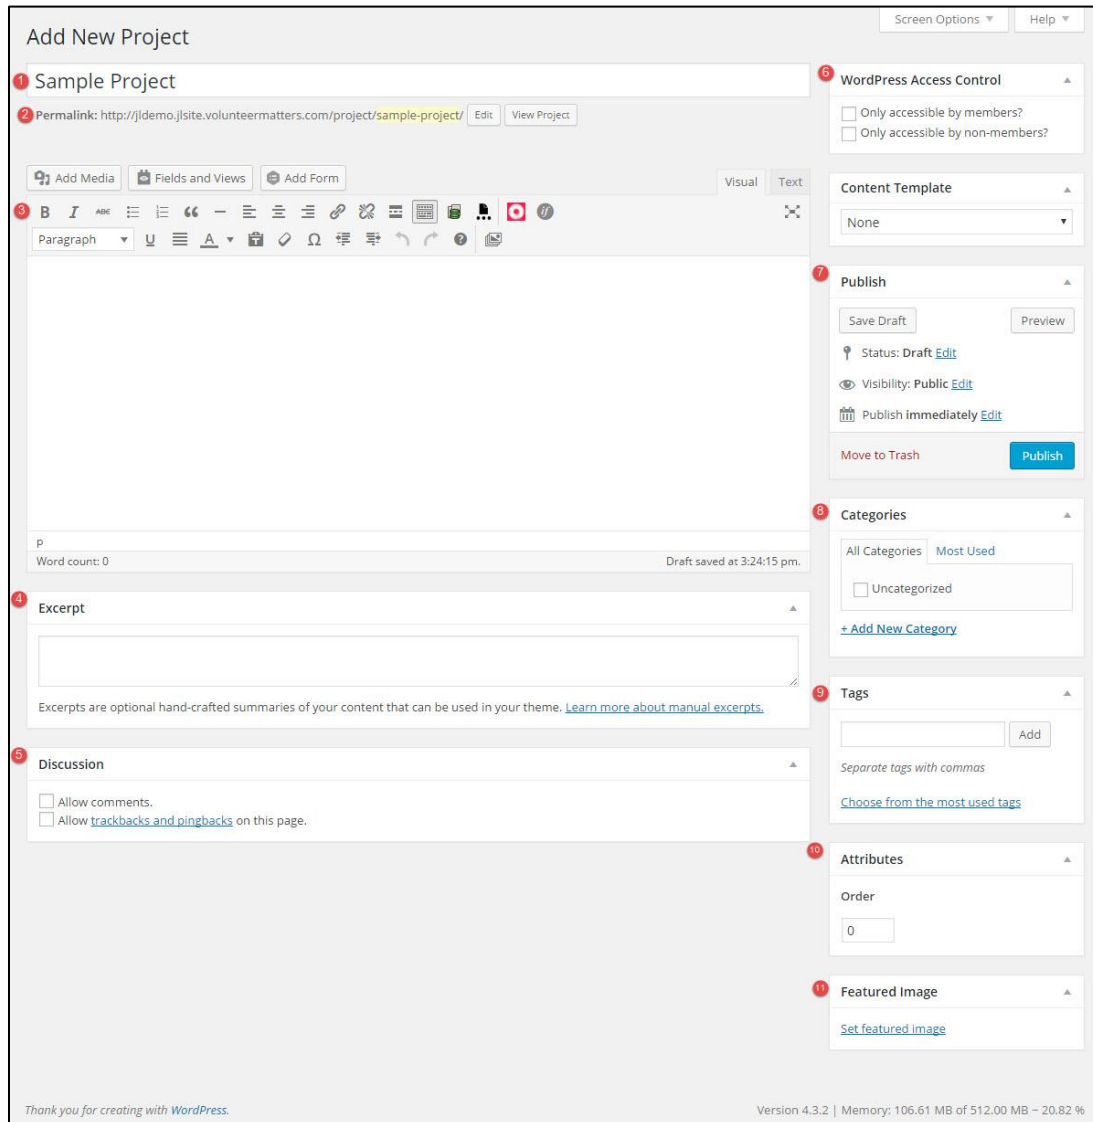 Screen Options
Help
Add New Project
1 Sample Project
2 Permalink: http://jldemo.jlsite.volunteermatters.com/project/sample-project/ Edit View Project
Add Media Fields and Views Add Form
Visual Text
3 B I ABC
if
Paragraph U A Ω
p
Word count: 0
Draft saved at 3:24:15 pm.
4 Excerpt
Excerpts are optional hand-crafted summaries of your content that can be used in your theme. Learn more about manual excerpts.
5 Discussion
Allow comments.
Allow trackbacks and pingbacks on this page.
6 WordPress Access Control
Only accessible by members?
Only accessible by non-members?
Content Template
None
7 Publish
Save Draft Preview
Status: Draft Edit
Visibility: Public Edit
Publish immediately Edit
Move to Trash Publish
8 Categories
All Categories Most Used
Uncategorized
+ Add New Category
9 Tags
Add
Separate tags with commas
Choose from the most used tags
10 Attributes
Order
0
11 Featured Image
Set featured image
Thank you for creating with WordPress.
Version 4.3.2 | Memory: 106.61 MB of 512.00 MB ~ 20.82 %